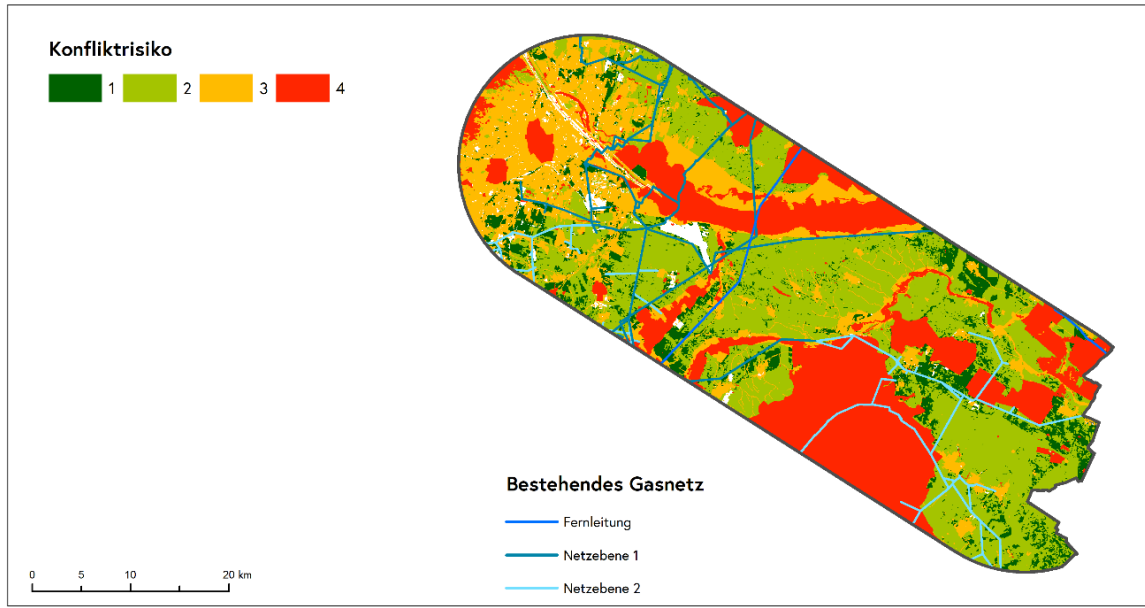 Konfliktrisiko
1 2 3 4
Bestehendes Gasnetz
Fernleitung
Netzebene 1
Netzebene 2
0 5 10 20 km